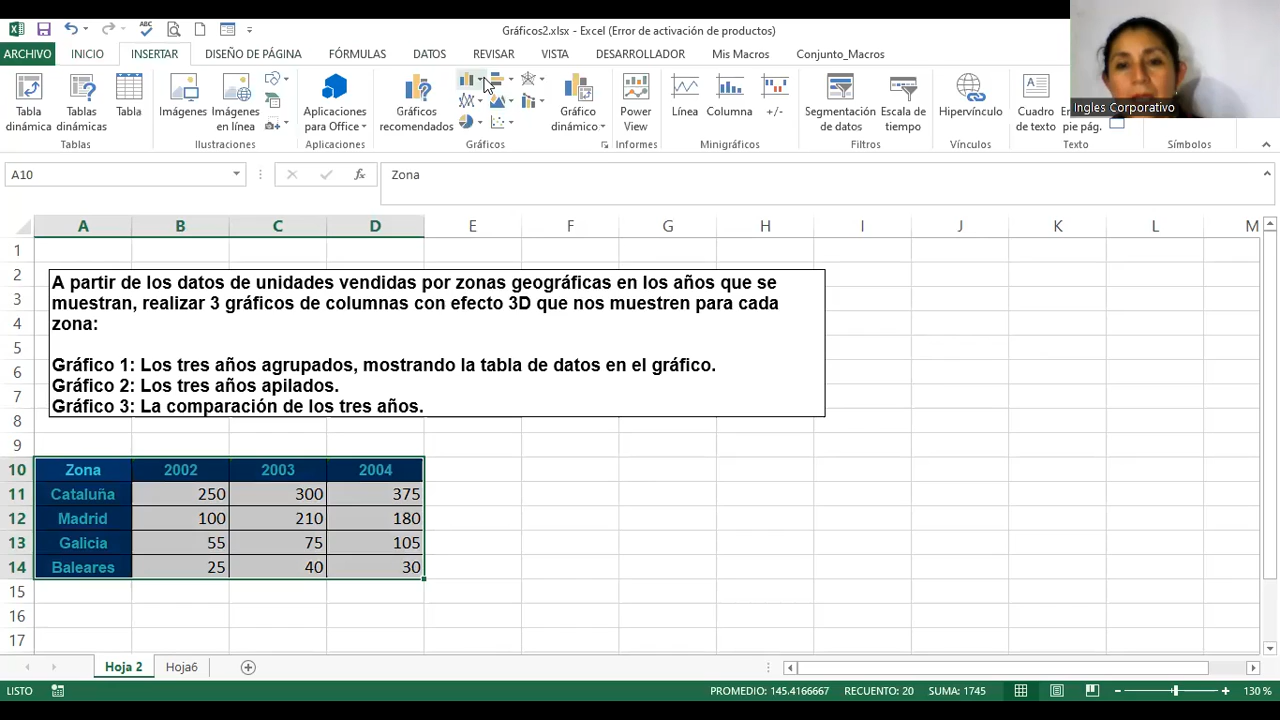 Gráficos2.xlsx - Excel (Error de activación de productos)
ARCHIVO INICIO INSERTAR DISEÑO DE PÁGINA FÓRMULAS DATOS REVISAR VISTA DESARROLLADOR Mis Macros Conjunto_Macros
Ingles Corporativo
Tabla dinámica
Tablas dinámicas
Tabla
Imágenes
Imágenes en línea
Aplicaciones para Office
Gráficos recomendados
Gráfico dinámico
Power View
Línea
Columna
+/-
Segmentación de datos
Escala de tiempo
Hipervínculo
Cuadro de texto
pie pág.
Tablas Ilustraciones Aplicaciones Gráficos Informes Minigráficos Filtros Vínculos Texto Símbolos
A10 fx Zona
A B C D E F G H I J K L M
1
2
3
4
5
6
7
8
9
A partir de los datos de unidades vendidas por zonas geográficas en los años que se
muestran, realizar 3 gráficos de columnas con efecto 3D que nos muestren para cada
zona:
Gráfico 1: Los tres años agrupados, mostrando la tabla de datos en el gráfico.
Gráfico 2: Los tres años apilados.
Gráfico 3: La comparación de los tres años.
10 Zona 2002 2003 2004
11 Cataluña 250 300 375
12 Madrid 100 210 180
13 Galicia 55 75 105
14 Baleares 25 40 30
15
16
17
Hoja 2 Hoja6
LISTO PROMEDIO: 145.4166667 RECUENTO: 20 SUMA: 1745 130 %